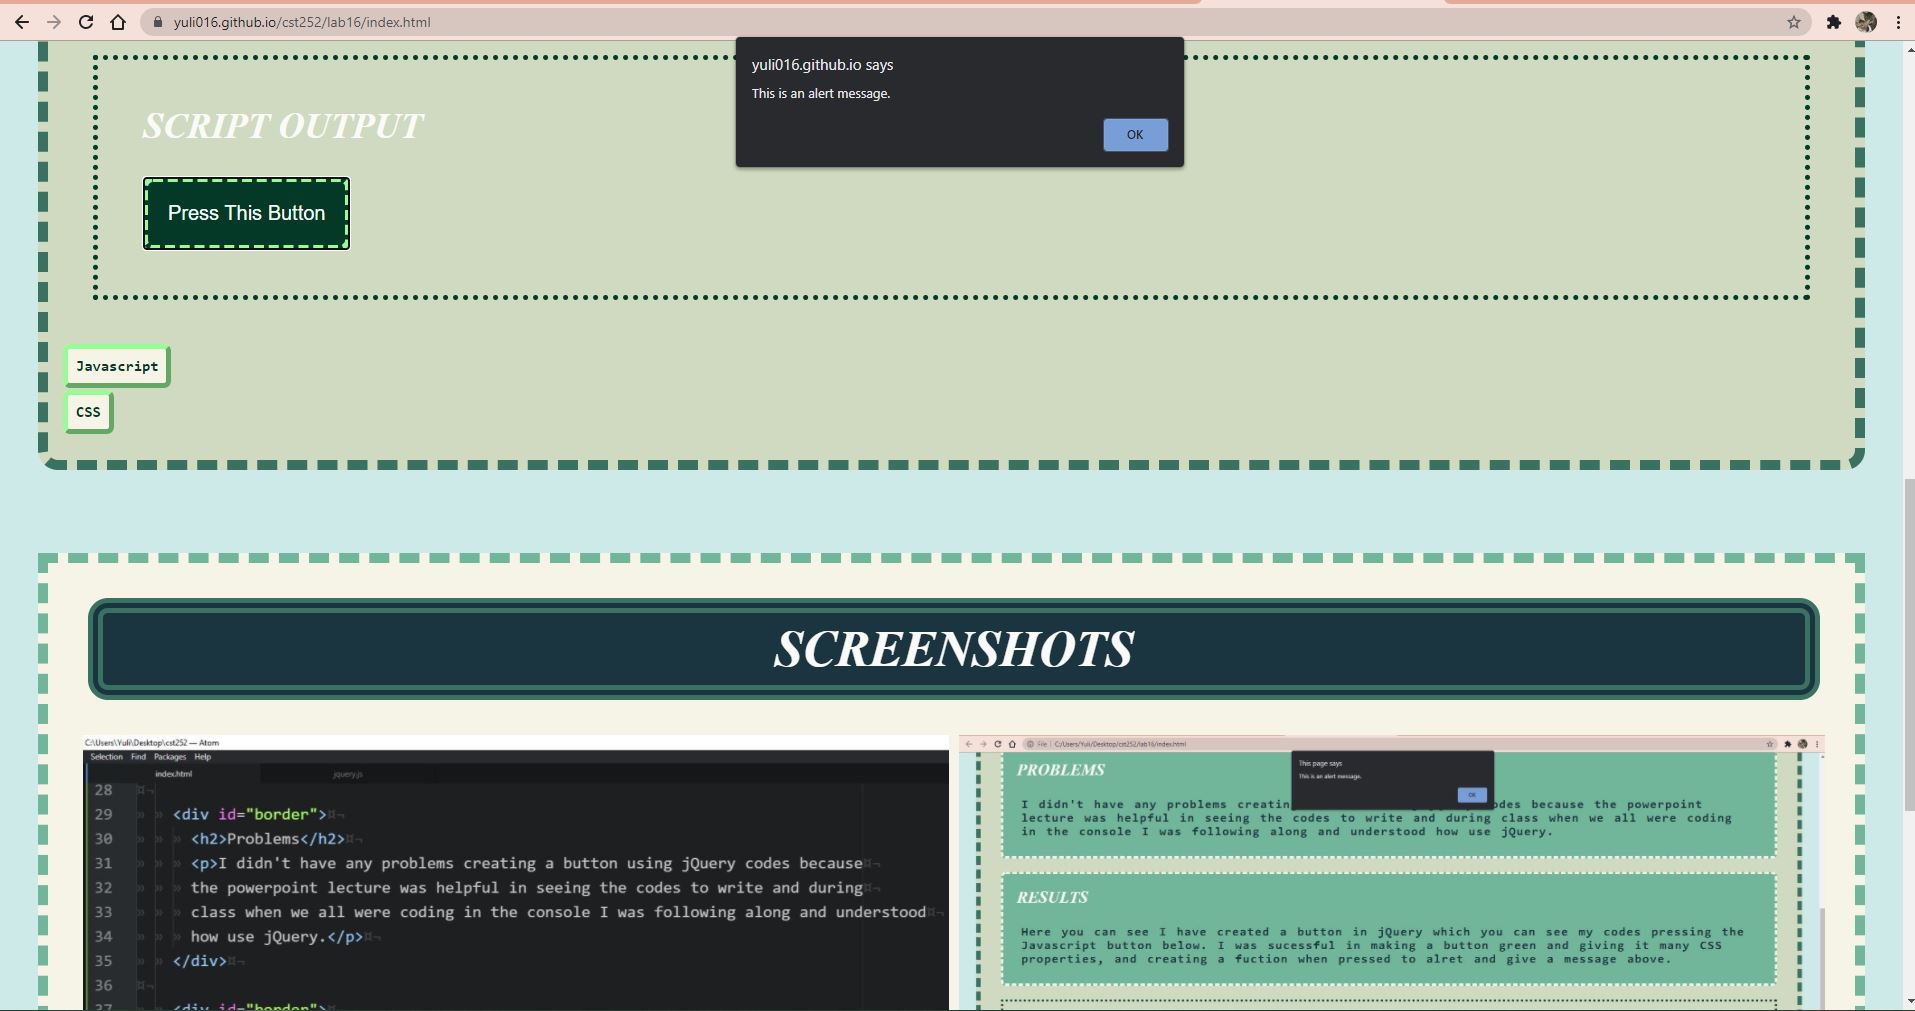 yuli016.github.io/cst252/lab16/index.html
yuli016.github.io says
This is an alert message.
OK
SCRIPT OUTPUT
Press This Button
Javascript
CSS
SCREENSHOTS
C:\Users\Yuli\Desktop\cst252 — Atom
Selection Find Packages Help
index.html jquery.js
28
29 <div id="border">
30 <h2>Problems</h2>
31 <p>I didn't have any problems creating a button using jQuery codes because
32 the powerpoint lecture was helpful in seeing the codes to write and during
33 class when we all were coding in the console I was following along and understood
34 how use jQuery.</p>
35 </div>
36
37 <div id="border">
File C:/Users/Yuli/Desktop/cst252/lab16/index.html
This page says
This is an alert message.
OK
PROBLEMS
I didn't have any problems creating codes because the powerpoint
lecture was helpful in seeing the codes to write and during class when we all were coding
in the console I was following along and understood how use jQuery.
RESULTS
Here you can see I have created a button in jQuery which you can see my codes pressing the
Javascript button below. I was sucessful in making a button green and giving it many CSS
properties, and creating a fuction when pressed to alret and give a message above.